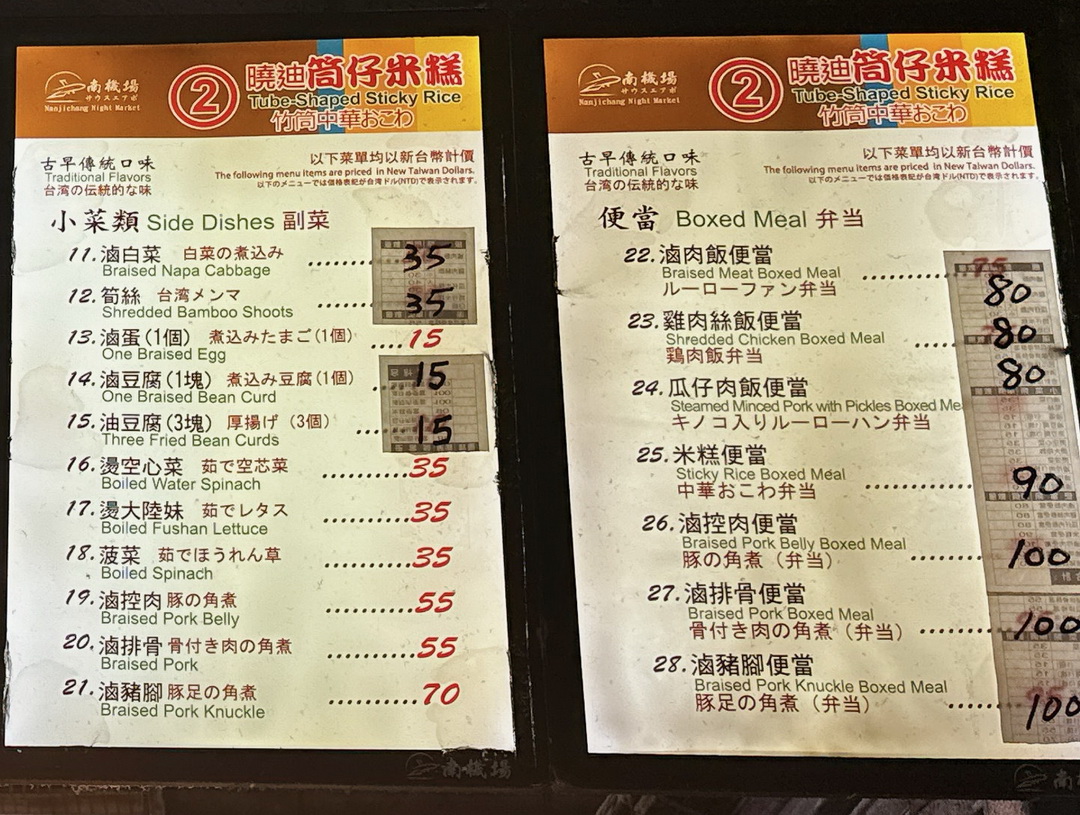 南機場
サウスエアポ
Nanjichang Night Market
2
曉迪筒仔米糕
Tube-Shaped Sticky Rice
竹筒中華おこわ
古早傳統口味
Traditional Flavors
台湾の伝統的な味
以下菜單均以新台幣計價
The following menu items are priced in New Taiwan Dollars.
以下のメニューでは価格表記が台湾ドル(NTD)で表示されます。
小菜類 Side Dishes 副菜
11.滷白菜 白菜の煮込み ........35
Braised Napa Cabbage
12.筍絲 台湾メンマ ........35
Shredded Bamboo Shoots
13.滷蛋(1個) 煮込みたまご(1個) ....15
One Braised Egg
14.滷豆腐(1塊) 煮込み豆腐(1個) ..15
One Braised Bean Curd
15.油豆腐(3塊) 厚揚げ (3個) ....15
Three Fried Bean Curds
16.燙空心菜 茹で空芯菜 ..........35
Boiled Water Spinach
17.燙大陸妹 茹でレタス ..........35
Boiled Fushan Lettuce
18.菠菜 茹でほうれん草 ..........35
Boiled Spinach
19.滷控肉 豚の角煮 ..........55
Braised Pork Belly
20.滷排骨 骨付き肉の角煮 ..........55
Braised Pork
21.滷豬腳 豚足の角煮 ..........70
Braised Pork Knuckle
南機場
南機場
サウスエアポ
Nanjichang Night Market
2
曉迪筒仔米糕
Tube-Shaped Sticky Rice
竹筒中華おこわ
古早傳統口味
Traditional Flavors
台湾の伝統的な味
以下菜單均以新台幣計價
The following menu items are priced in New Taiwan Dollars.
以下のメニューでは価格表記が台湾ドル(NTD)で表示されます。
便當 Boxed Meal 弁当
22.滷肉飯便當
Braised Meat Boxed Meal ..............80
ルーローファン弁当
23.雞肉絲飯便當
Shredded Chicken Boxed Meal .....80
鶏肉飯弁当
24.瓜仔肉飯便當 80
Steamed Minced Pork with Pickles Boxed Me
キノコ入りルーローハン弁当
25.米糕便當
Sticky Rice Boxed Meal ..............90
中華おこわ弁当
26.滷控肉便當
Braised Pork Belly Boxed Meal .........100
豚の角煮（弁当）
27.滷排骨便當
Braised Pork Boxed Meal
骨付き肉の角煮（弁当） .........100
28.滷豬腳便當
Braised Pork Knuckle Boxed Meal
豚足の角煮（弁当） ......100